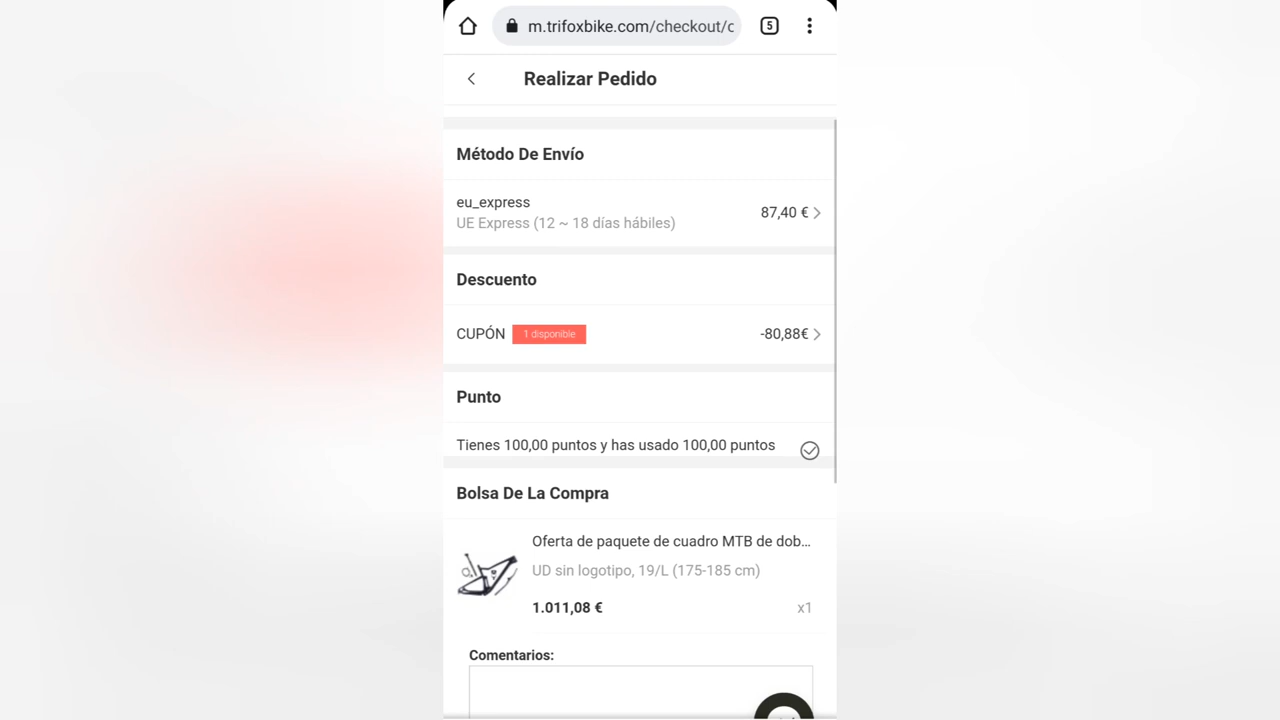 m.trifoxbike.com/checkout/c
5
Realizar Pedido
Método De Envío
eu_express
UE Express (12 ~ 18 días hábiles)
87,40 €
Descuento
CUPÓN 1 disponible -80,88€
Punto
Tienes 100,00 puntos y has usado 100,00 puntos
Bolsa De La Compra
Oferta de paquete de cuadro MTB de dob...
UD sin logotipo, 19/L (175-185 cm)
1.011,08 € x1
Comentarios: